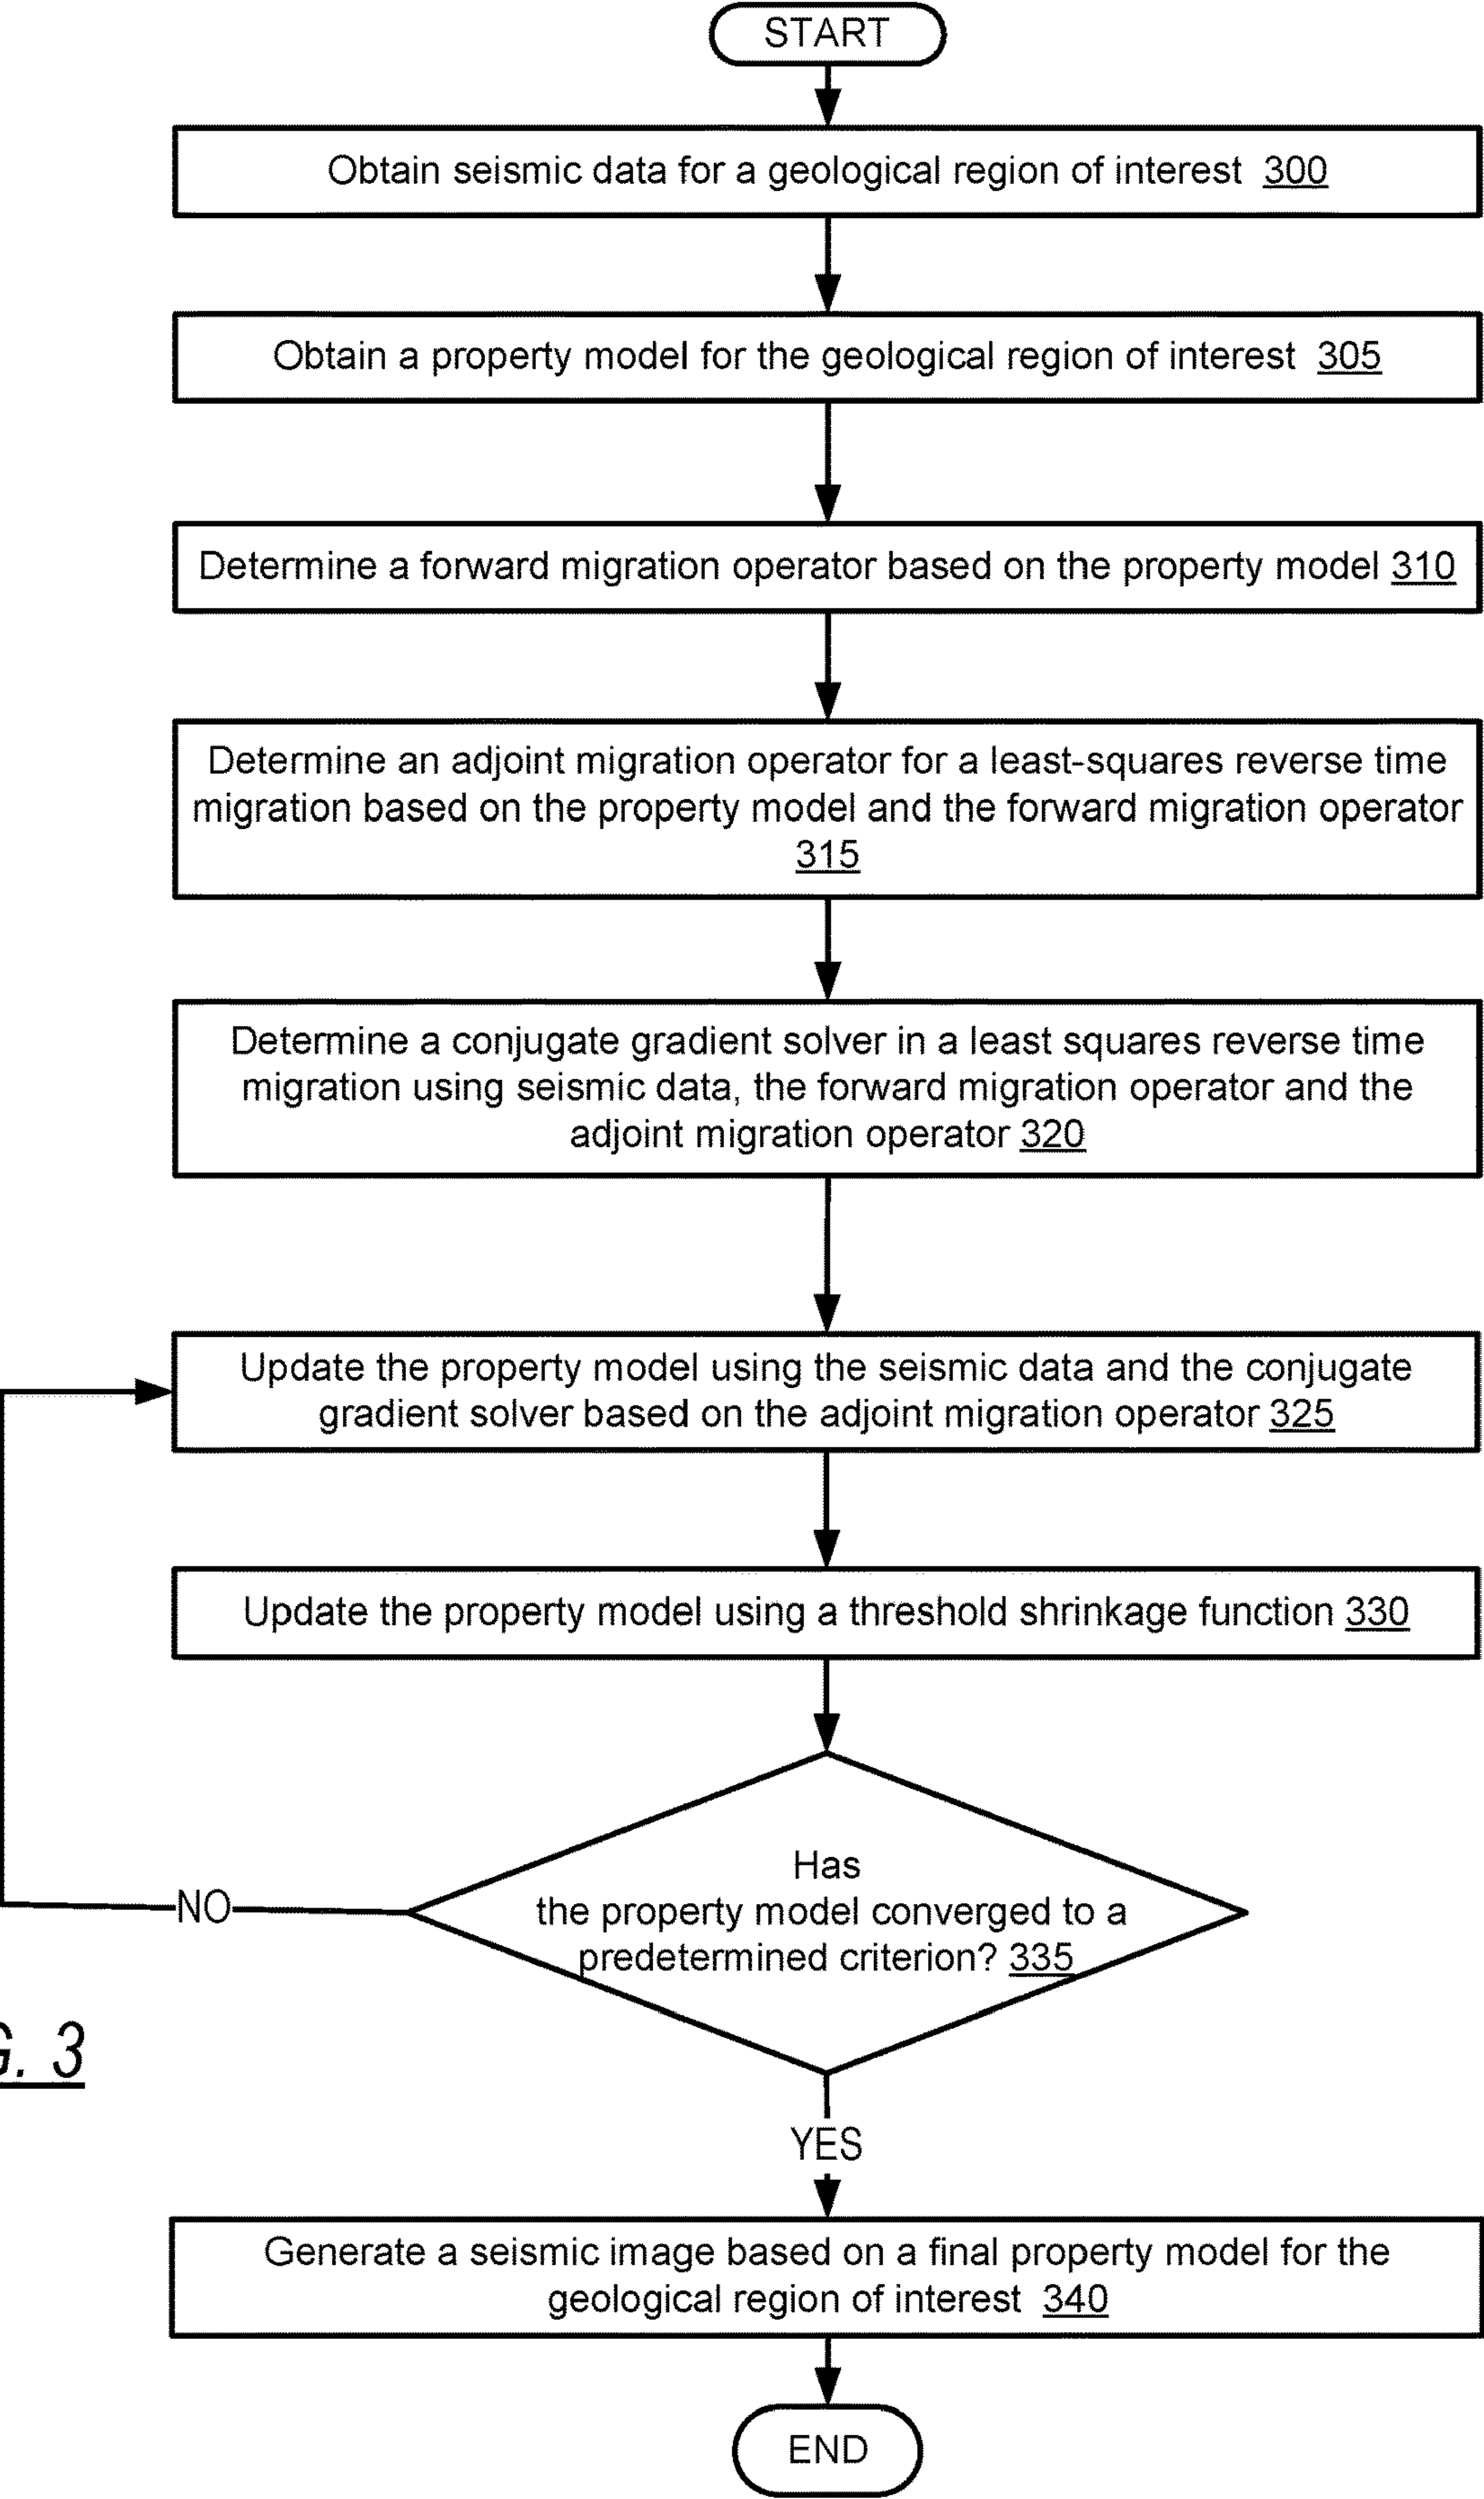 START
Obtain seismic data for a geological region of interest 300
Obtain a property model for the geological region of interest 305
Determine a forward migration operator based on the property model 310
Determine an adjoint migration operator for a least-squares reverse time
migration based on the property model and the forward migration operator
315
Determine a conjugate gradient solver in a least squares reverse time
migration using seismic data, the forward migration operator and the
adjoint migration operator 320
Update the property model using the seismic data and the conjugate
gradient solver based on the adjoint migration operator 325
Update the property model using a threshold shrinkage function 330
Has
the property model converged to a
predetermined criterion? 335
NO
G. 3
YES
Generate a seismic image based on a final property model for the
geological region of interest 340
END